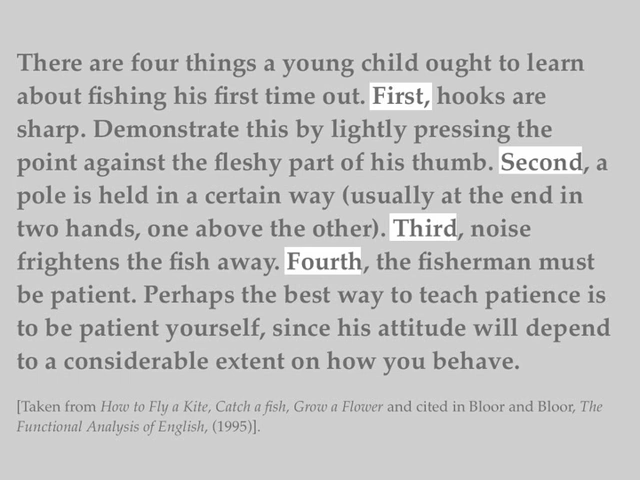 There are four things a young child ought to learn
about fishing his first time out. First, hooks are
sharp. Demonstrate this by lightly pressing the
point against the fleshy part of his thumb. Second, a
pole is held in a certain way (usually at the end in
two hands, one above the other). Third, noise
frightens the fish away. Fourth, the fisherman must
be patient. Perhaps the best way to teach patience is
to be patient yourself, since his attitude will depend
to a considerable extent on how you behave.
[Taken from How to Fly a Kite, Catch a fish, Grow a Flower and cited in Bloor and Bloor, The
Functional Analysis of English, (1995)].